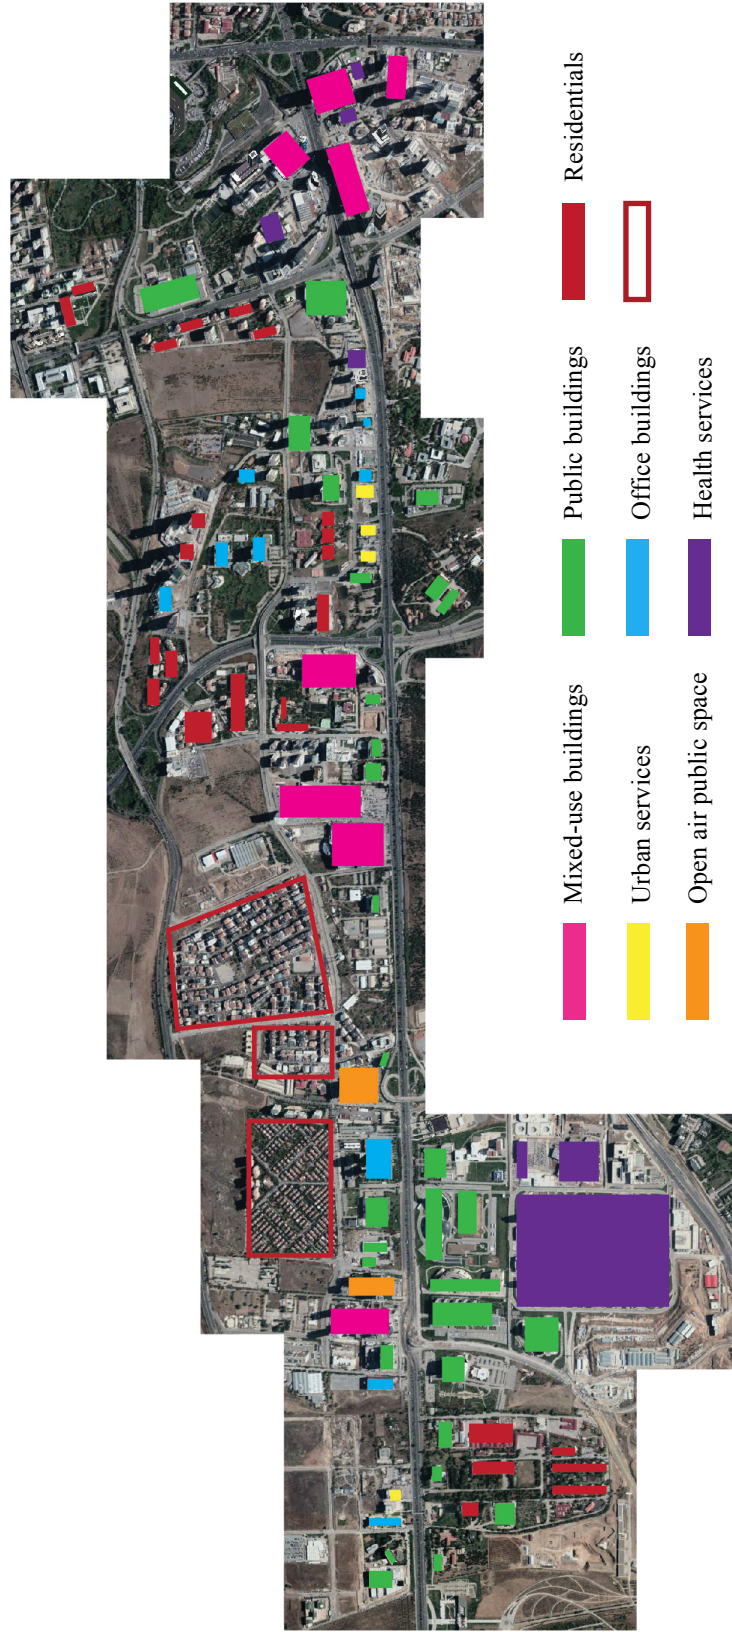 Mixed-use buildings
Public buildings
Residentials
Urban services
Office buildings
Open air public space
Health services